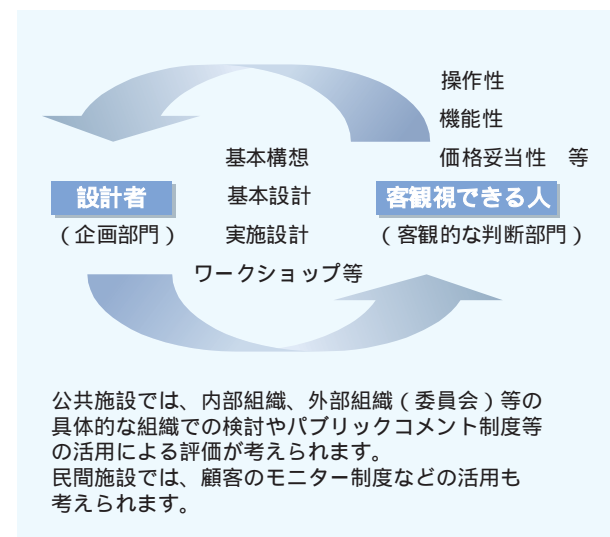 操作性
機能性
基本構想
価格妥当性　等
設計者
基本設計
客観視できる人
（企画部門）
実施設計
（客観的な判断部門）
ワークショップ等
公共施設では、内部組織、外部組織（委員会）等の
具体的な組織での検討やパブリックコメント制度等
の活用による評価が考えられます。
民間施設では、顧客のモニター制度などの活用も
考えられます。